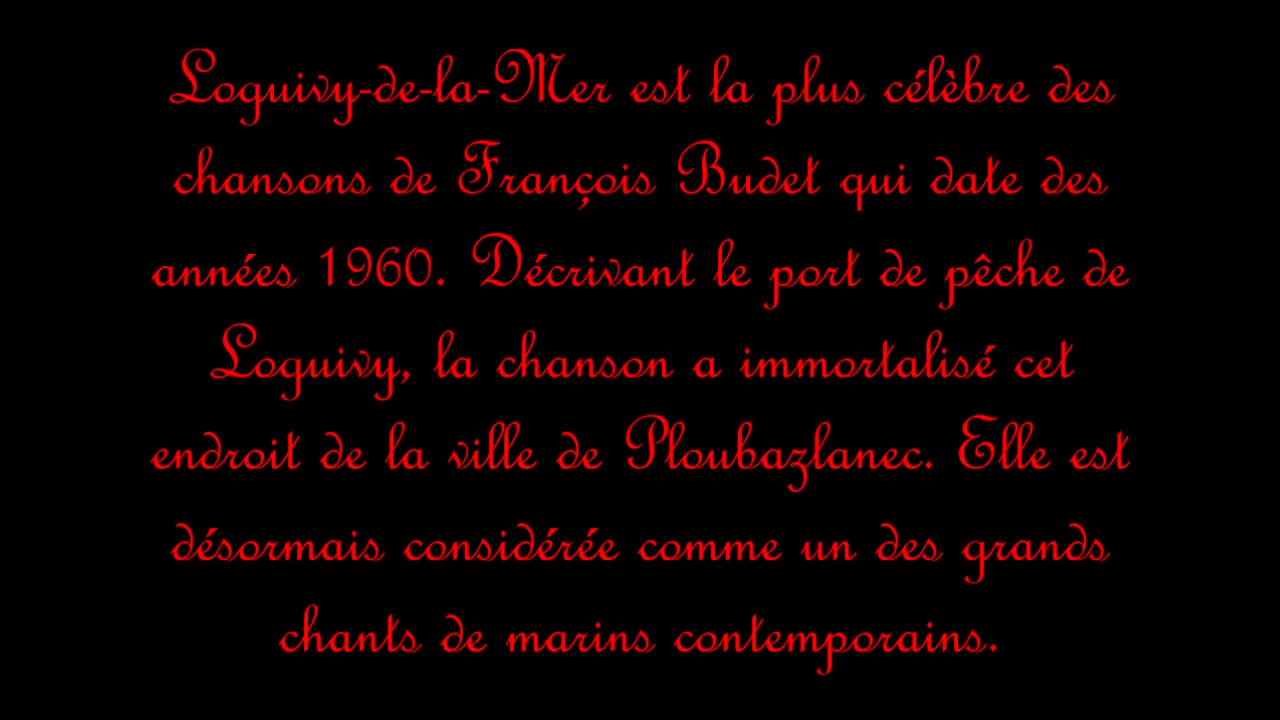 Loguivy-de-la-Mer est la plus célèbre des
chansons de François Budet qui date des
années 1960. Décrivant le port de pêche de
Loguivy, la chanson a immortalisé cet
endroit de la ville de Ploubazlanec. Elle est
désormais considérée comme un des grands
chants de marins contemporains.